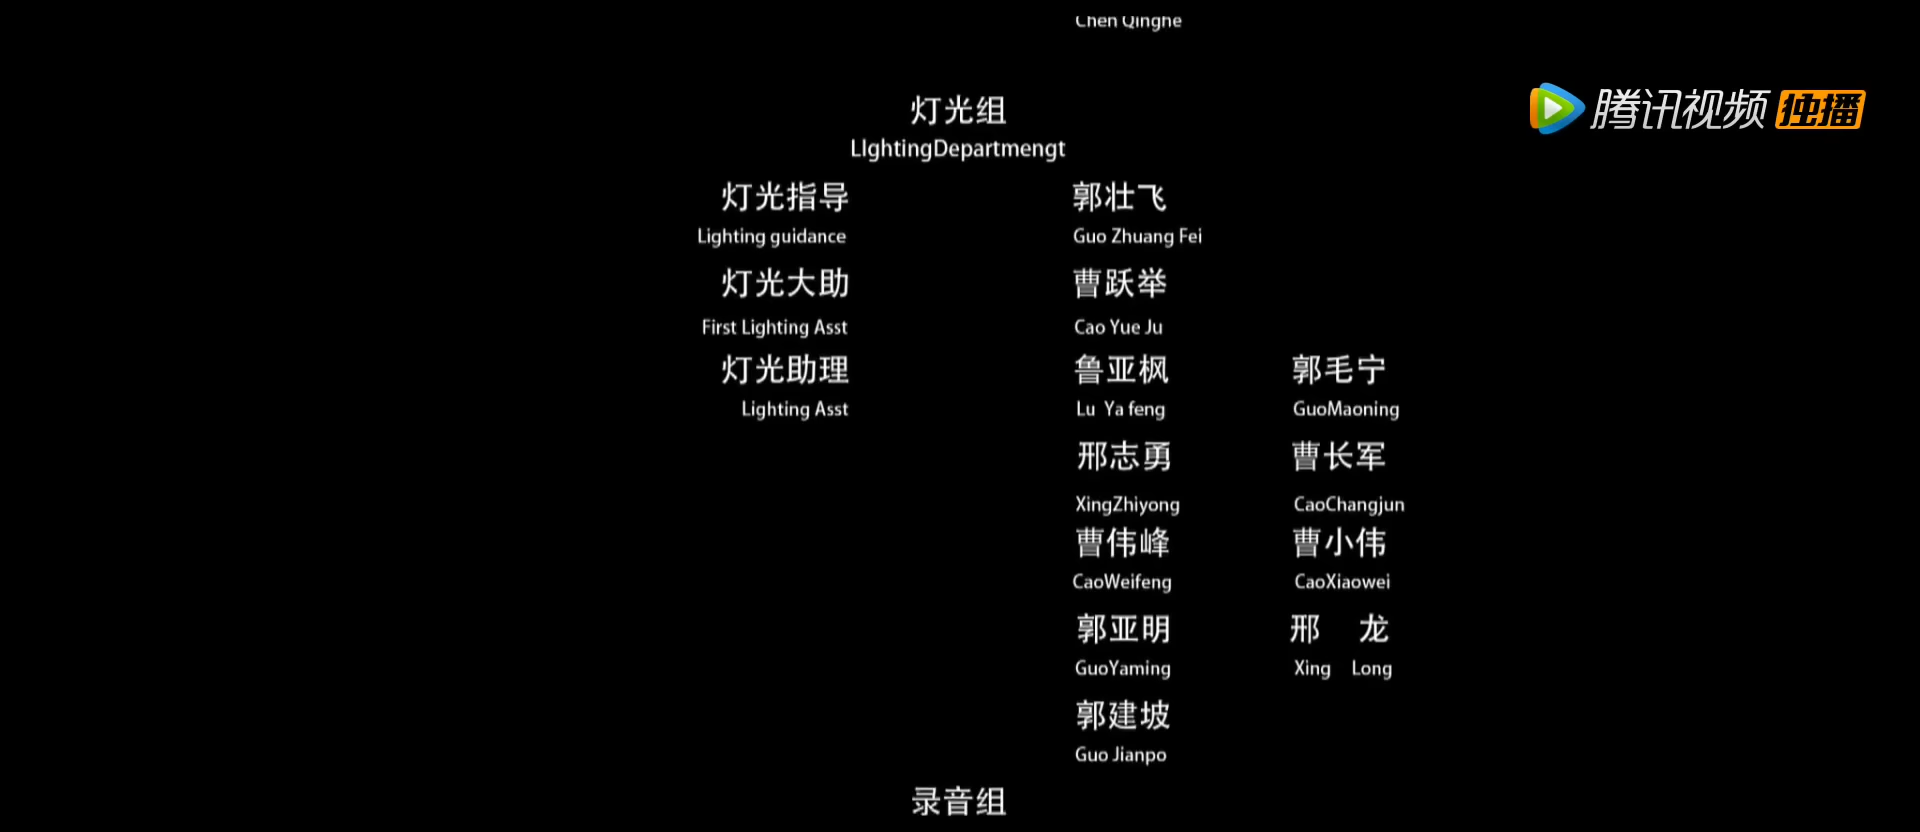 Chen Qinghe
腾讯视频 独播
灯光组
LIghtingDepartmengt
灯光指导 郭壮飞
Lighting guidance Guo Zhuang Fei
灯光大助 曹跃举
First Lighting Asst Cao Yue Ju
灯光助理 鲁亚枫 郭毛宁
Lighting Asst Lu Ya feng GuoMaoning
邢志勇 曹长军
XingZhiyong CaoChangjun
曹伟峰 曹小伟
CaoWeifeng CaoXiaowei
郭亚明 邢 龙
GuoYaming Xing Long
郭建坡
Guo Jianpo
录音组